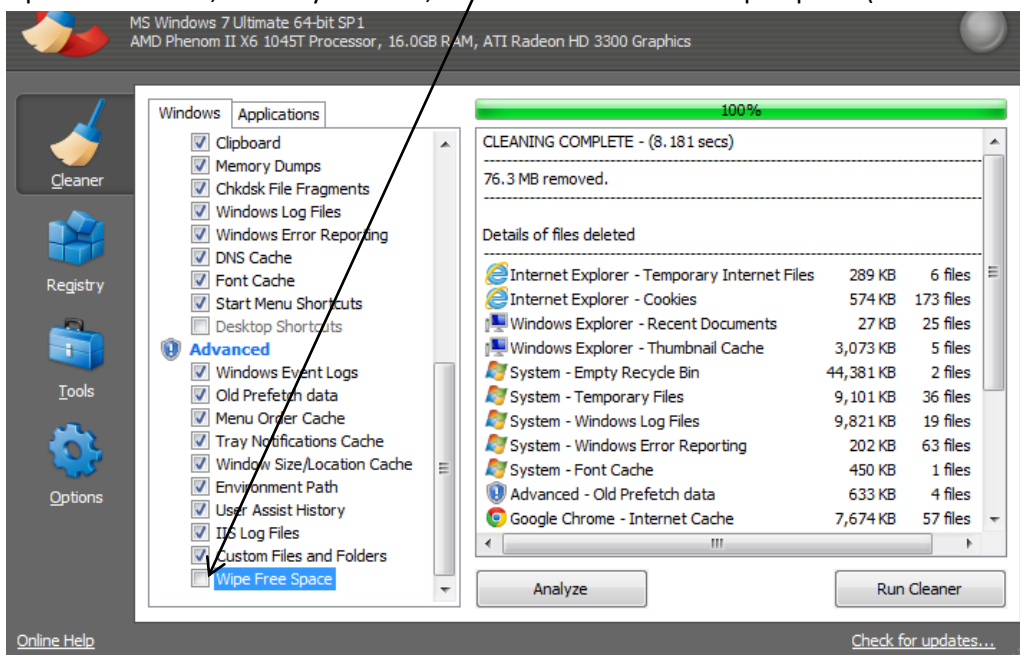 MS Windows 7 Ultimate 64-bit SP1
AMD Phenom II X6 1045T Processor, 16.0GB RAM, ATI Radeon HD 3300 Graphics
Cleaner
Registry
Tools
Options
Windows Applications
Clipboard
Memory Dumps
Chkdsk File Fragments
Windows Log Files
Windows Error Reporting
DNS Cache
Font Cache
Start Menu Shortcuts
Desktop Shortcuts
Advanced
Windows Event Logs
Old Prefetch data
Menu Order Cache
Tray Notifications Cache
Window Size/Location Cache
Environment Path
User Assist History
IIS Log Files
Custom Files and Folders
Wipe Free Space
100%
CLEANING COMPLETE - (8.181 secs)
76.3 MB removed.
Details of files deleted
Internet Explorer - Temporary Internet Files 289 KB 6 files
Internet Explorer - Cookies 574 KB 173 files
Windows Explorer - Recent Documents 27 KB 25 files
Windows Explorer - Thumbnail Cache 3,073 KB 5 files
System - Empty Recycle Bin 44,381 KB 2 files
System - Temporary Files 9,101 KB 36 files
System - Windows Log Files 9,821 KB 19 files
System - Windows Error Reporting 202 KB 63 files
System - Font Cache 450 KB 1 files
Advanced - Old Prefetch data 633 KB 4 files
Google Chrome - Internet Cache 7,674 KB 57 files
Analyze Run Cleaner
Online Help Check for updates...